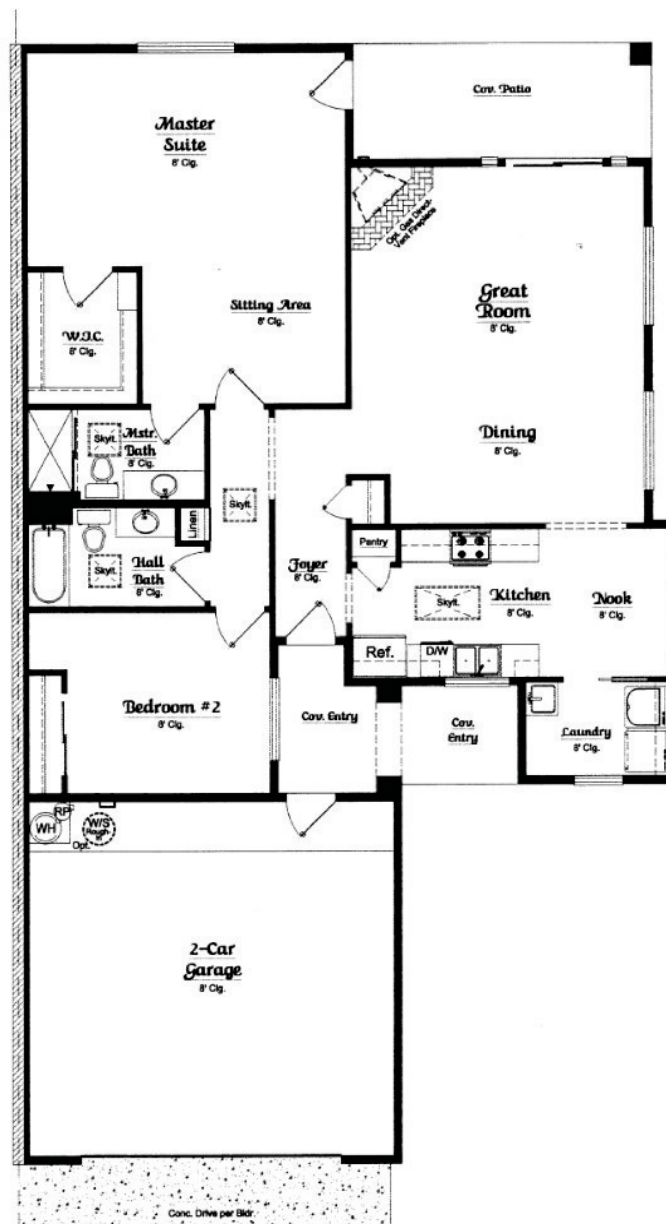 Cov. Patio
Master
Suite
8' Clg.
Opt. Gas Direct-
Vent Fireplace
Great
Room
8' Clg.
Sitting Area
8' Clg.
W.I.C.
8' Clg.
Dining
8' Clg.
Skylt.
Mstr.
Bath
8' Clg.
Skylt.
Linen
Pantry
Hall
Bath
8' Clg.
Skylt.
Foyer
8' Clg.
Skylt.
Kitchen
8' Clg.
Nook
8' Clg.
Ref.
D/W
Bedroom #2
8' Clg.
Cov. Entry
Cov.
Entry
Laundry
8' Clg.
RP
WH
W/S
Rough-
In
Opt.
2-Car
Garage
8' Clg.
Conc. Drive per Bldr.